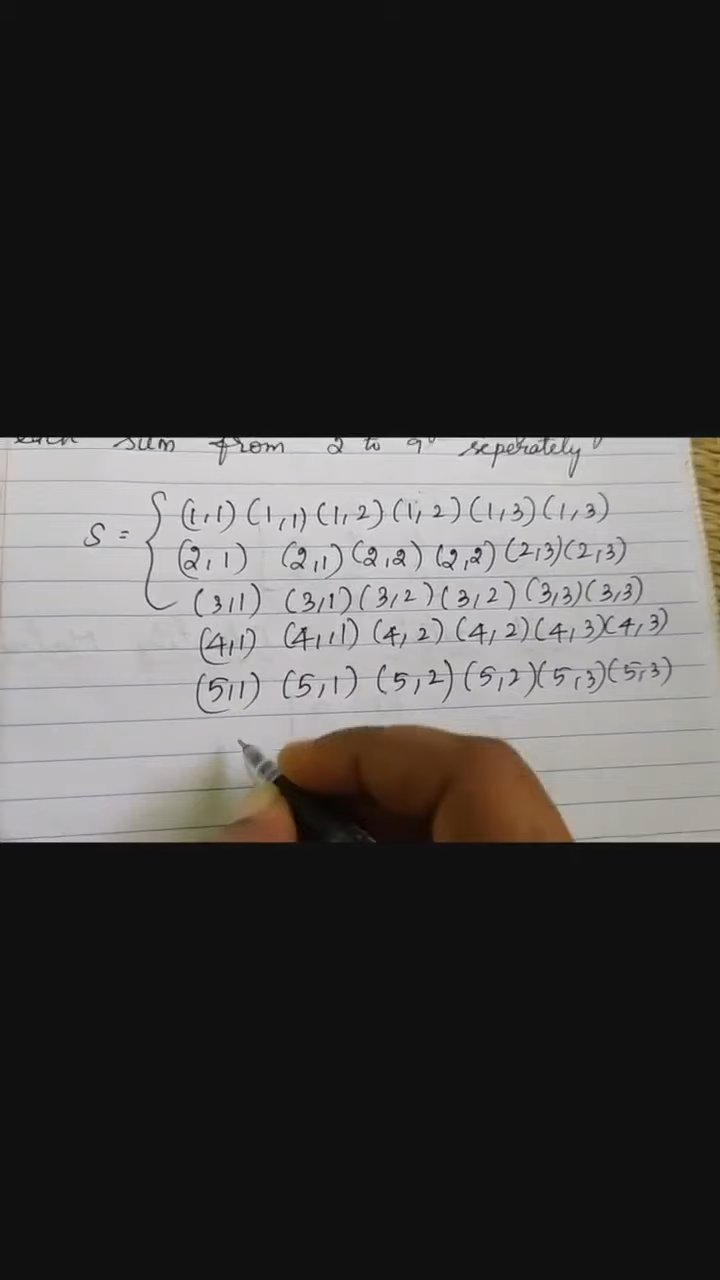 each sum from 2 to 9 seperately
S = { (1,1) (1,1) (1,2) (1,2) (1,3) (1,3)
(2,1) (2,1) (2,2) (2,2) (2,3) (2,3)
(3,1) (3,1) (3,2) (3,2) (3,3) (3,3)
(4,1) (4,1) (4,2) (4,2) (4,3) (4,3)
(5,1) (5,1) (5,2) (5,2) (5,3) (5,3)